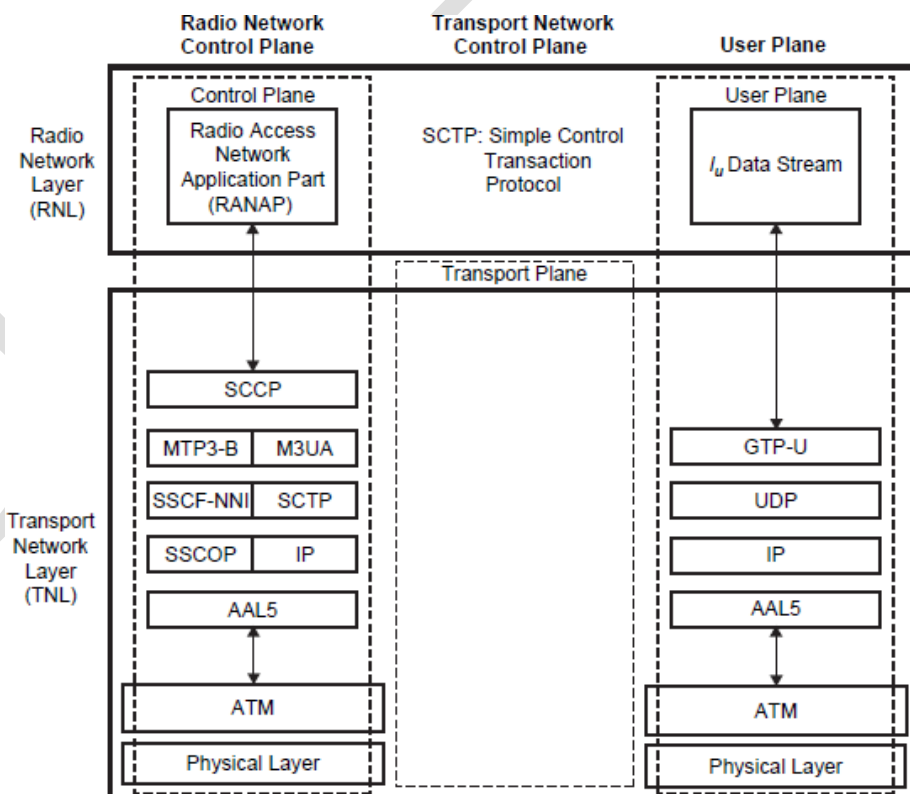 Radio Network
Control Plane
Transport Network
Control Plane
User Plane
Control Plane
User Plane
Radio
Network
Layer
(RNL)
Radio Access
Network
Application Part
(RANAP)
SCTP: Simple Control
Transaction
Protocol
Iu Data Stream
Transport Plane
Transport
Network
Layer
(TNL)
SCCP
MTP3-B
M3UA
SSCF-NNI
SCTP
SSCOP
IP
AAL5
ATM
Physical Layer
GTP-U
UDP
IP
AAL5
ATM
Physical Layer